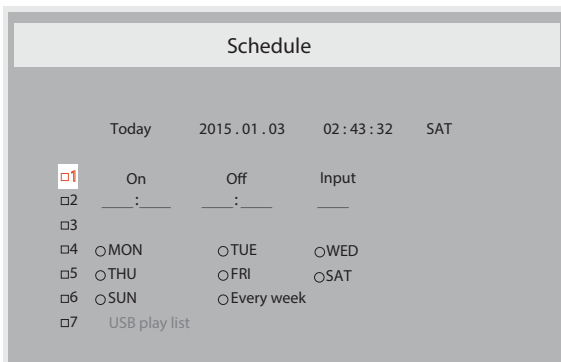 Schedule
Today 2015 . 01 . 03 02 : 43 : 32 SAT
□1 On Off Input
□2 ____:____ ____:____ ____
□3
□4 ○MON ○TUE ○WED
□5 ○THU ○FRI ○SAT
□6 ○SUN ○Every week
□7 USB play list